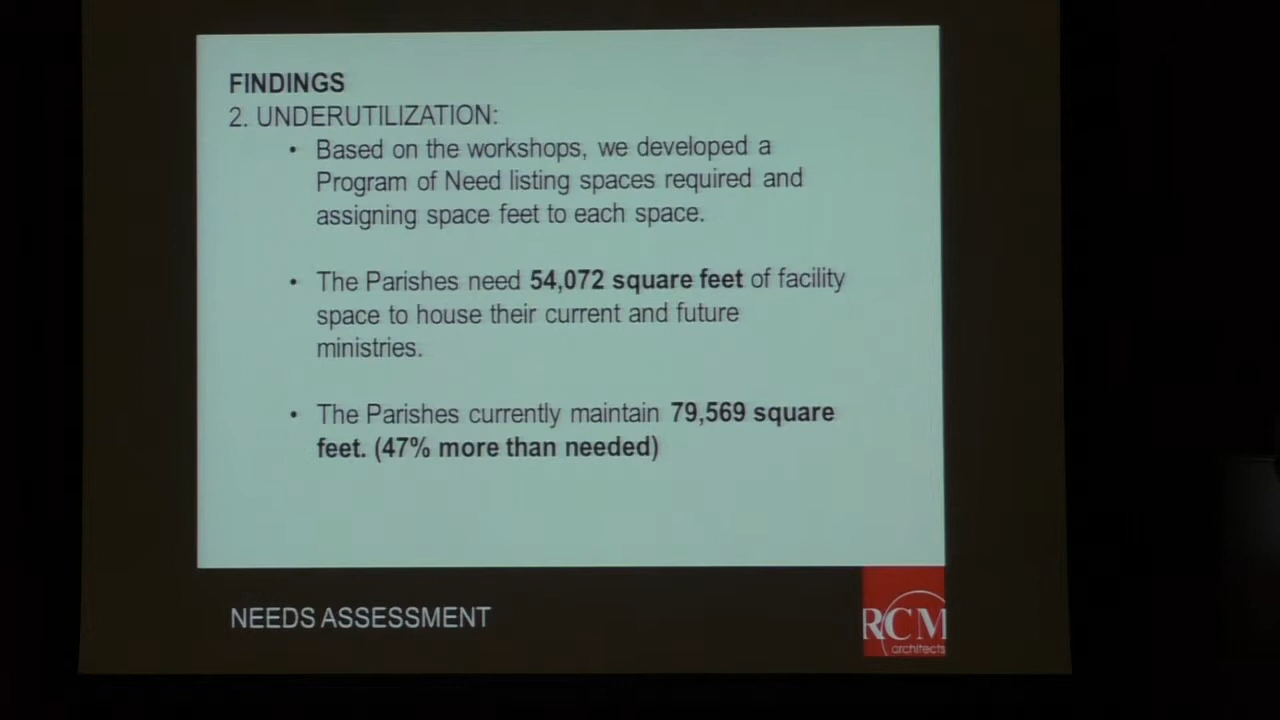 FINDINGS
2. UNDERUTILIZATION:
• Based on the workshops, we developed a
Program of Need listing spaces required and
assigning space feet to each space.
• The Parishes need 54,072 square feet of facility
space to house their current and future
ministries.
• The Parishes currently maintain 79,569 square
feet. (47% more than needed)
NEEDS ASSESSMENT
RCM
architects